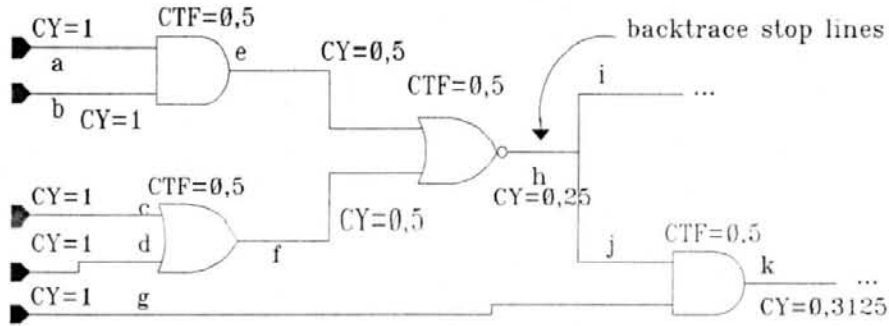 CTF=0,5
CY=1
a
e
CY=0,5
backtrace stop lines
b
CY=1
CTF=0,5
i
...
h
CY=0,25
CY=1
CTF=0,5
c
CY=0,5
CY=1
d
f
j
CTF=0.5
k
...
CY=1
g
CY=0,3125